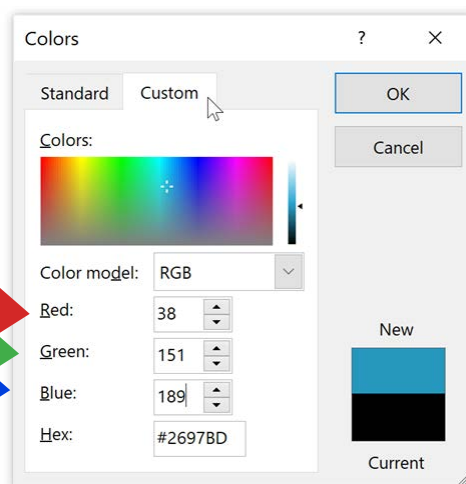 Colors ? ×
Standard Custom OK
Cancel
Colors:
Color model: RGB
Red: 38
Green: 151
Blue: 189
Hex: #2697BD
New
Current